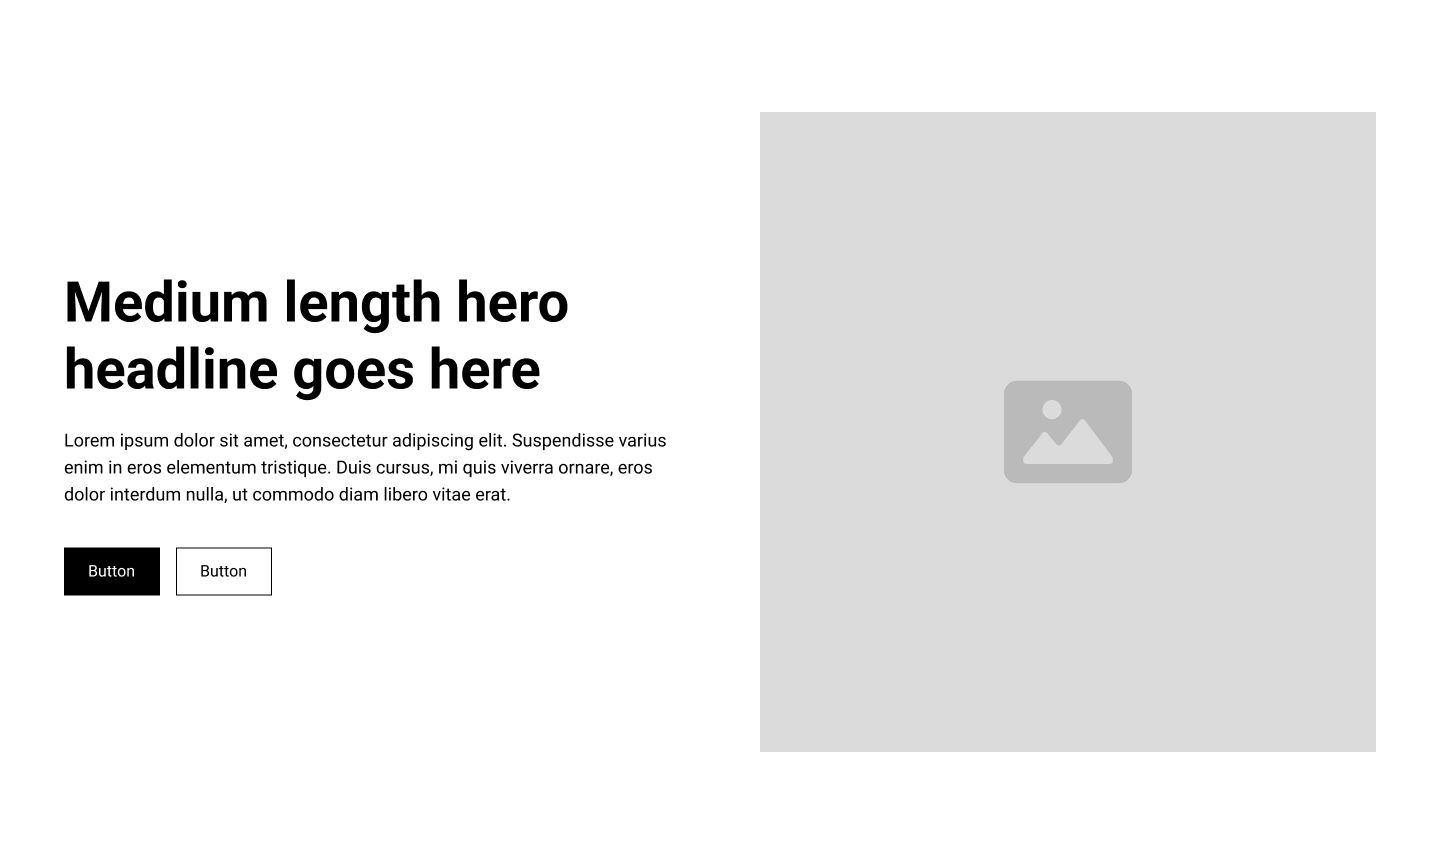 Medium length hero
headline goes here
Lorem ipsum dolor sit amet, consectetur adipiscing elit. Suspendisse varius
enim in eros elementum tristique. Duis cursus, mi quis viverra ornare, eros
dolor interdum nulla, ut commodo diam libero vitae erat.
Button
Button